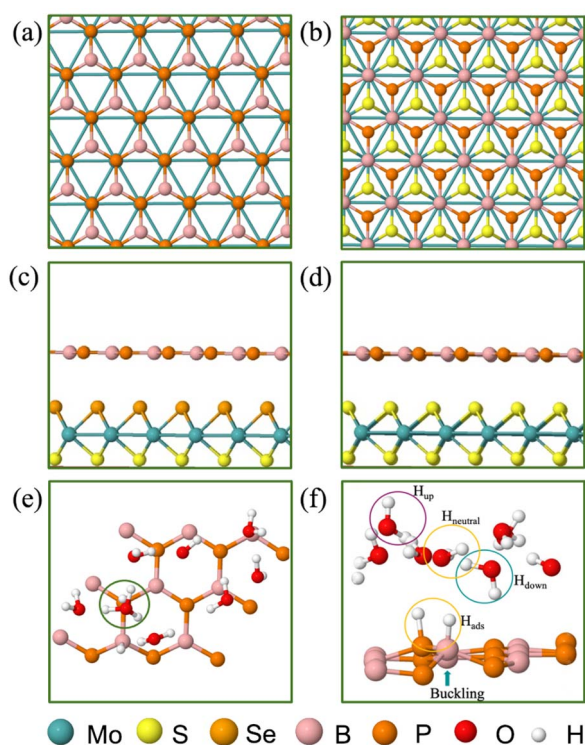 (a) (b)
(c) (d)
(e) (f)
Hup
Hneutral
Hdown
Hads
Buckling
Mo S Se B P O H